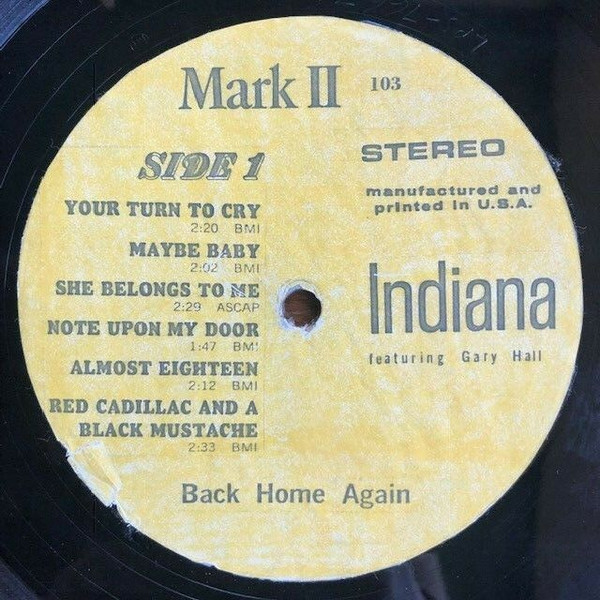 Mark II 103
SIDE 1
STEREO
manufactured and
printed in U.S.A.
YOUR TURN TO CRY
2:20 BMI
MAYBE BABY
2:02 BMI
SHE BELONGS TO ME
2:29 ASCAP
NOTE UPON MY DOOR
1:47 BMI
ALMOST EIGHTEEN
2:12 BMI
RED CADILLAC AND A
BLACK MUSTACHE
2:33 BMI
Indiana
featuring Gary Hall
Back Home Again